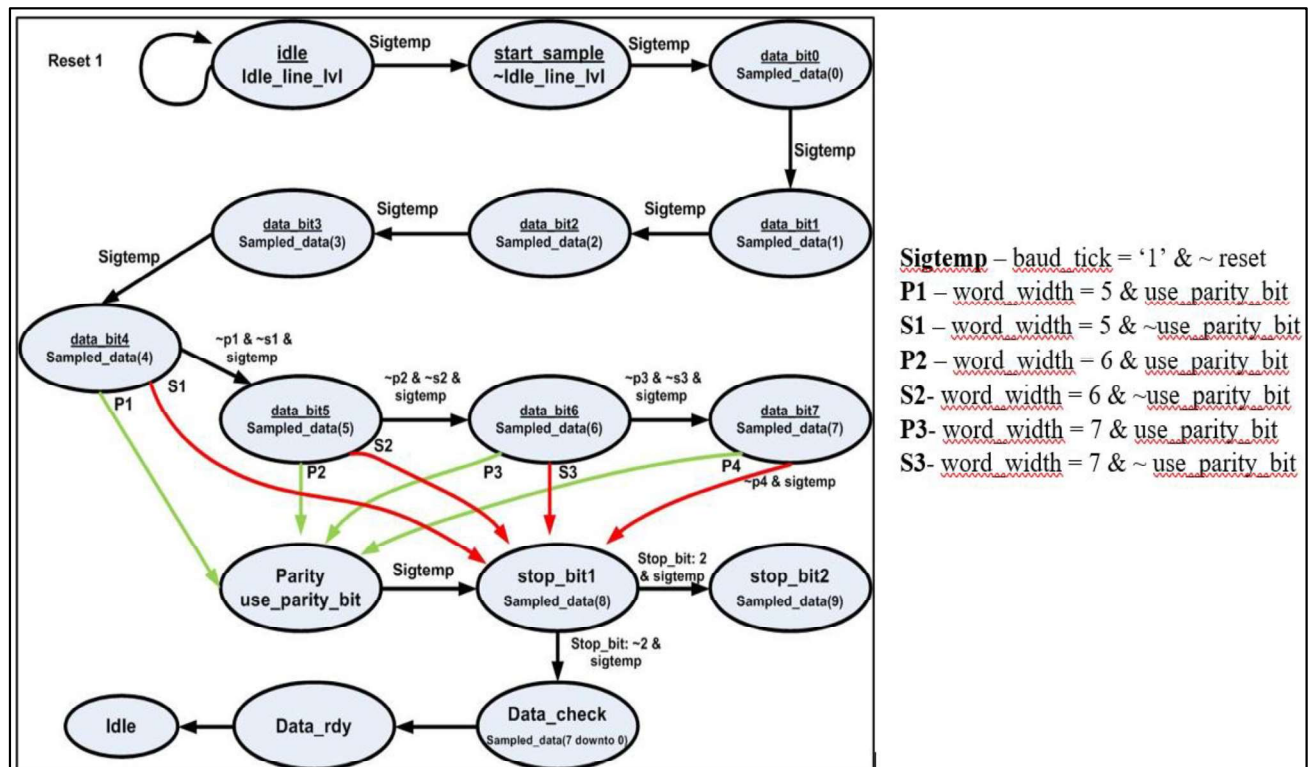 Reset 1
idle
Idle_line_lvl
Sigtemp
start_sample
~Idle_line_lvl
Sigtemp
data_bit0
Sampled_data(0)
Sigtemp
data_bit3
Sampled_data(3)
Sigtemp
data_bit2
Sampled_data(2)
Sigtemp
data_bit1
Sampled_data(1)
Sigtemp
data_bit4
Sampled_data(4)
~p1 & ~s1 &
sigtemp
S1
P1
data_bit5
Sampled_data(5)
~p2 & ~s2 &
sigtemp
S2
P2
data_bit6
Sampled_data(6)
~p3 & ~s3 &
sigtemp
P3
S3
data_bit7
Sampled_data(7)
P4
~p4 & sigtemp
Parity
use_parity_bit
Sigtemp
stop_bit1
Sampled_data(8)
Stop_bit: 2
& sigtemp
stop_bit2
Sampled_data(9)
Stop_bit: ~2 &
sigtemp
Idle
Data_rdy
Data_check
Sampled_data(7 downto 0)
Sigtemp – baud_tick = ‘1’ & ~ reset
P1 – word_width = 5 & use_parity_bit
S1 – word_width = 5 & ~use_parity_bit
P2 – word_width = 6 & use_parity_bit
S2- word_width = 6 & ~use_parity_bit
P3- word_width = 7 & use_parity_bit
S3- word_width = 7 & ~ use_parity_bit